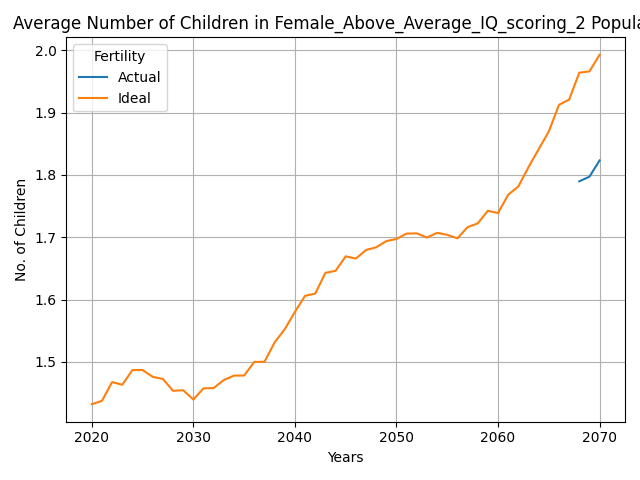 Average Number of Children in Female_Above_Average_IQ_scoring_2 Popula
Fertility
Actual
Ideal
No. of Children
2.0
1.9
1.8
1.7
1.6
1.5
2020 2030 2040 2050 2060 2070
Years